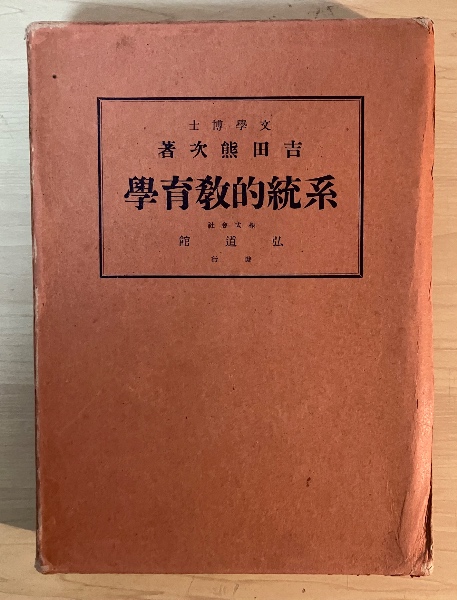 文學博士
吉田熊次著
系統的敎育學
株式會社
弘道館
發行